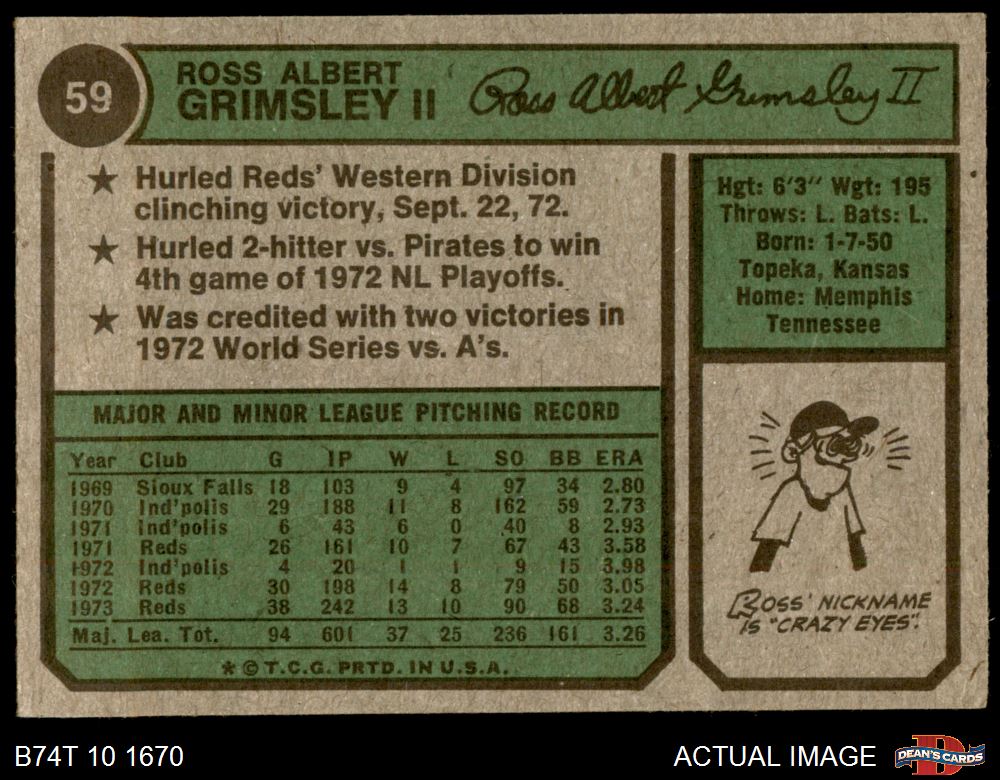 59
ROSS ALBERT
GRIMSLEY II
Ross Albert Grimsley II
★ Hurled Reds' Western Division
clinching victory, Sept. 22, 72.
★ Hurled 2-hitter vs. Pirates to win
4th game of 1972 NL Playoffs.
★ Was credited with two victories in
1972 World Series vs. A's.
Hgt: 6'3" Wgt: 195
Throws: L. Bats: L.
Born: 1-7-50
Topeka, Kansas
Home: Memphis
Tennessee
MAJOR AND MINOR LEAGUE PITCHING RECORD
Year Club G IP W L SO BB ERA
1969 Sioux Falls 18 103 9 4 97 34 2.80
1970 Ind'polis 29 188 11 8 162 59 2.73
1971 Ind'polis 6 43 6 0 40 8 2.93
1971 Reds 26 161 10 7 67 43 3.58
1972 Ind'polis 4 20 1 1 9 15 3.98
1972 Reds 30 198 14 8 79 50 3.05
1973 Reds 38 242 13 10 90 68 3.24
Maj. Lea. Tot. 94 601 37 25 236 161 3.26
★ © T.C.G. PRTD. IN U.S.A.
ROSS' NICKNAME
IS "CRAZY EYES".
B74T 10 1670
ACTUAL IMAGE
D
DEAN'S CARDS